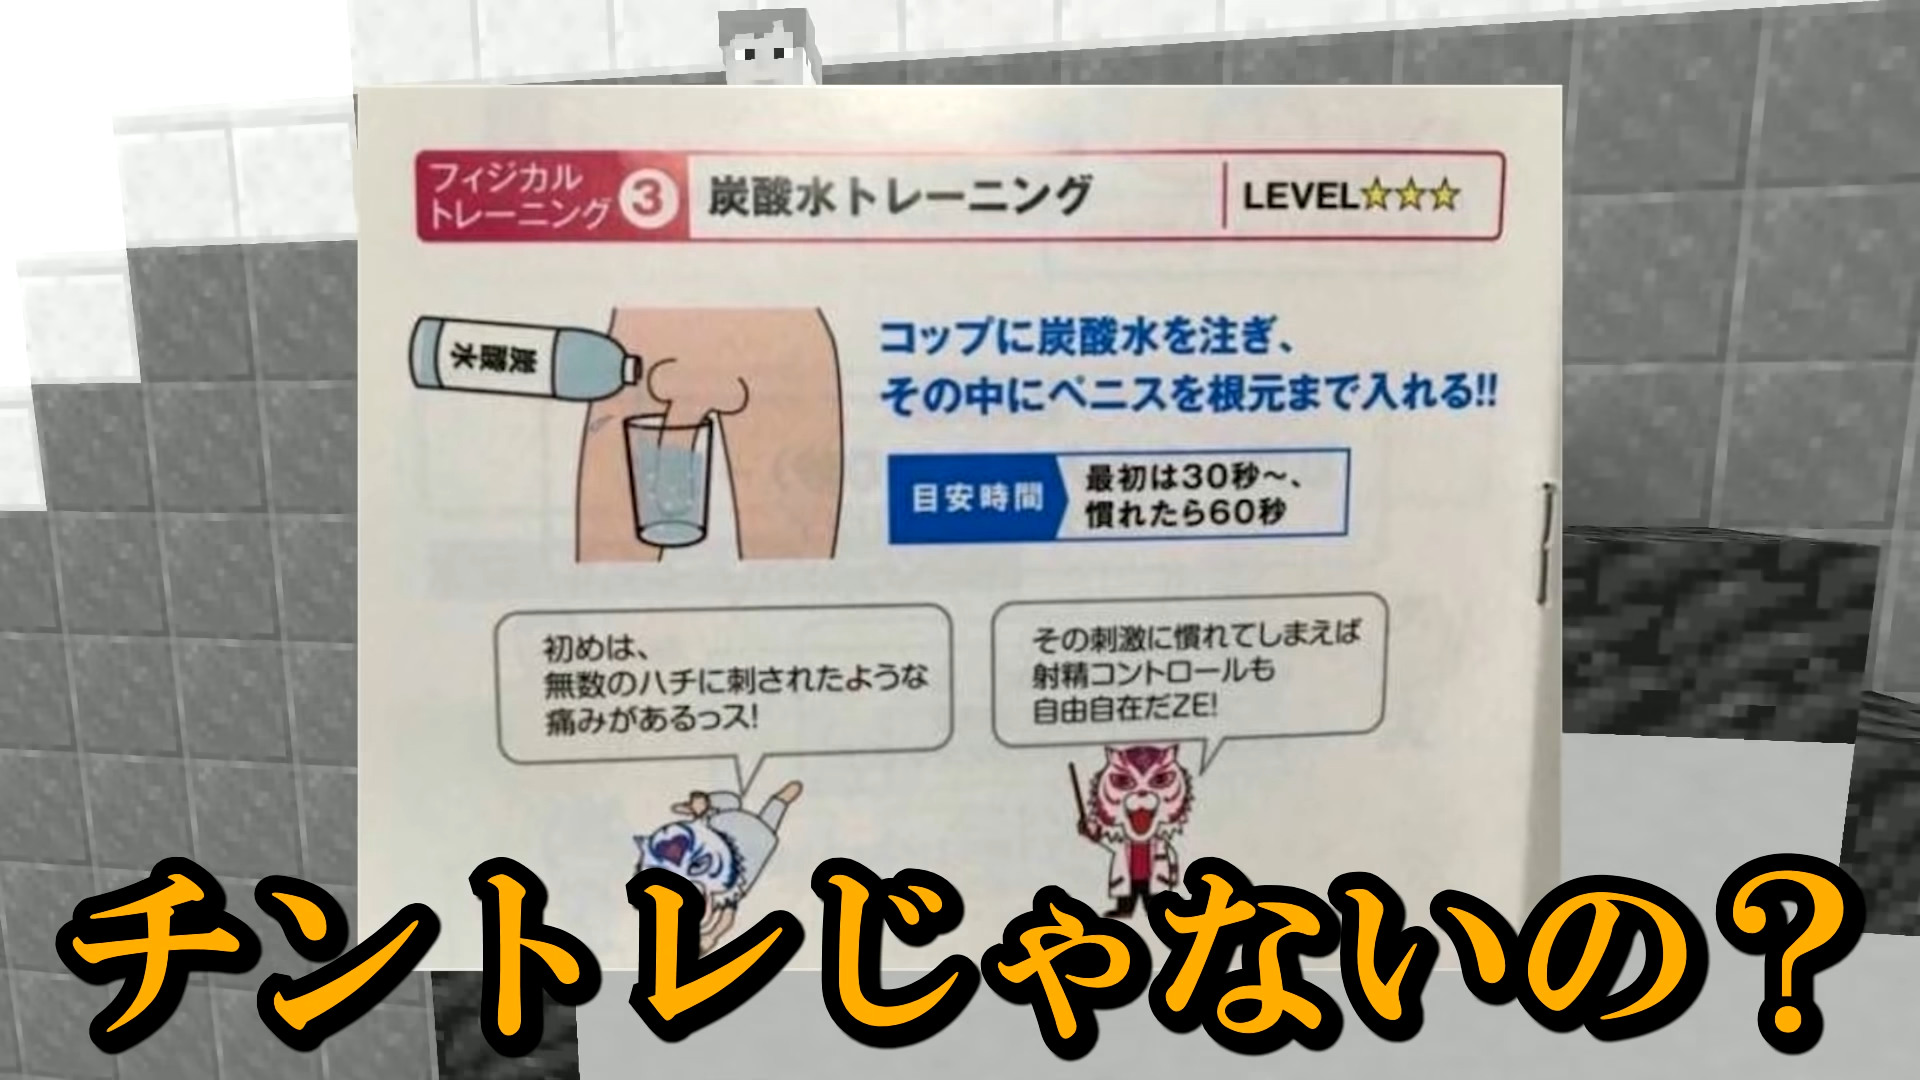 フィジカル
トレーニング
3
炭酸水トレーニング
LEVEL★★★
炭酸水
コップに炭酸水を注ぎ、
その中にペニスを根元まで入れる!!
目安時間
最初は30秒〜、
慣れたら60秒
初めは、
無数のハチに刺されたような
痛みがあるっス!
その刺激に慣れてしまえば
射精コントロールも
自由自在だZE!
チントレじゃないの?